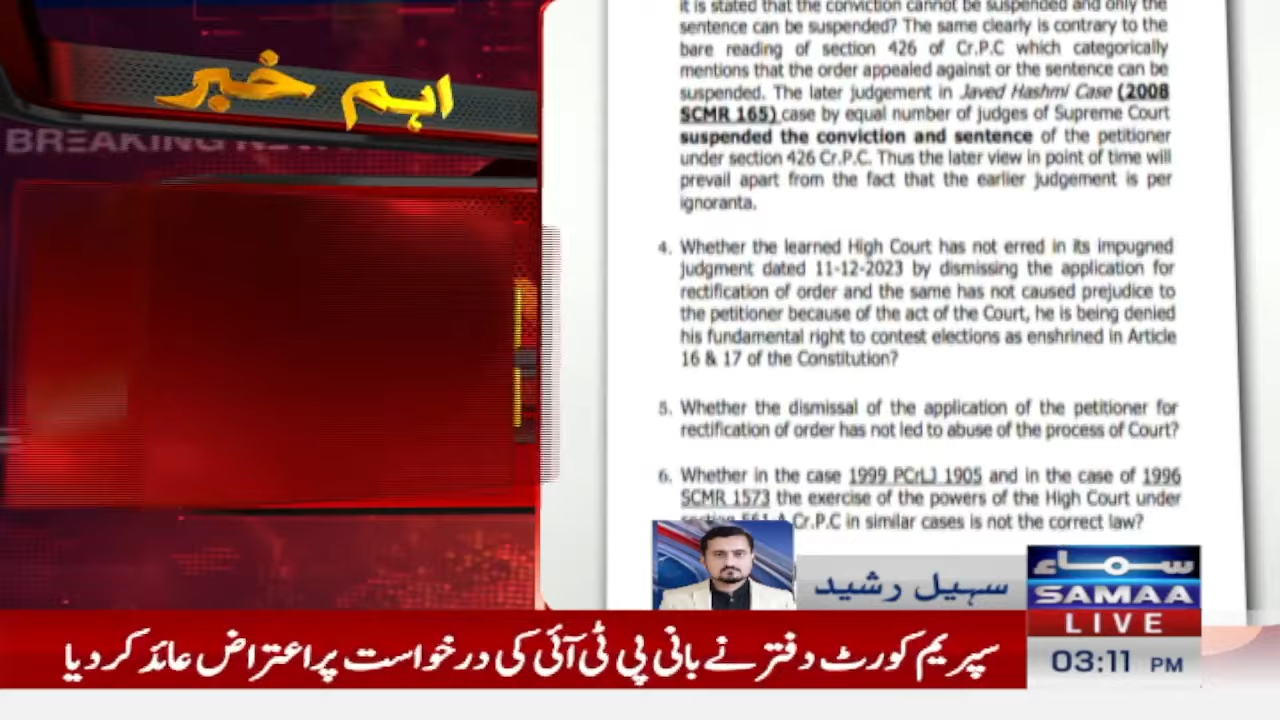 اہم خبر
BREAKING NEWS
it is stated that the conviction cannot be suspended and only the
sentence can be suspended? The same clearly is contrary to the
bare reading of section 426 of Cr.P.C which categorically
mentions that the order appealed against or the sentence can be
suspended. The later judgement in Javed Hashmi Case (2008
SCMR 165) case by equal number of judges of Supreme Court
suspended the conviction and sentence of the petitioner
under section 426 Cr.P.C. Thus the later view in point of time will
prevail apart from the fact that the earlier judgement is per
ignoranta.
4. Whether the learned High Court has not erred in its impugned
judgment dated 11-12-2023 by dismissing the application for
rectification of order and the same has not caused prejudice to
the petitioner because of the act of the Court, he is being denied
his fundamental right to contest elections as enshrined in Article
16 & 17 of the Constitution?
5. Whether the dismissal of the application of the petitioner for
rectification of order has not led to abuse of the process of Court?
6. Whether in the case 1999 PCrLJ 1905 and in the case of 1996
SCMR 1573 the exercise of the powers of the High Court under
section 561 A Cr.P.C in similar cases is not the correct law?
سہیل رشید
سماء
SAMAA
LIVE
03:11 PM
سپریم کورٹ دفتر نے بانی پی ٹی آئی کی درخواست پر اعتراض عائد کر دیا